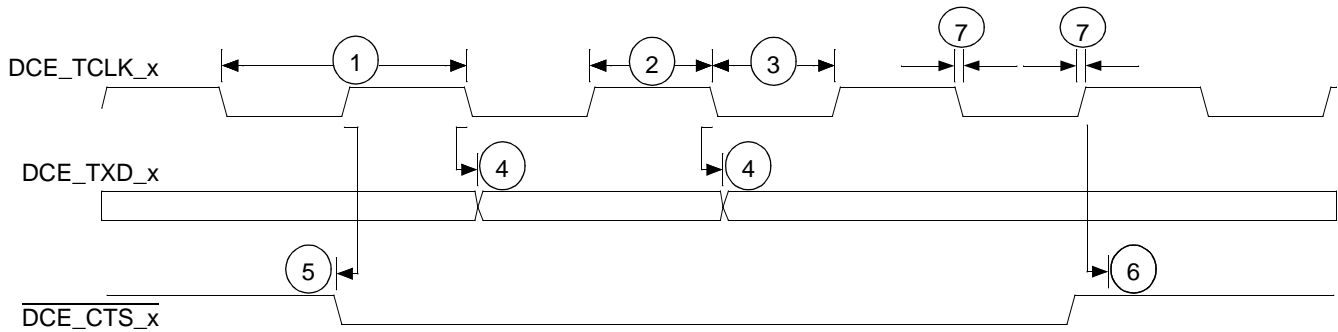 7 7
1 2 3
DCE_TCLK_x
4 4
DCE_TXD_x
5 6
DCE_CTS_x